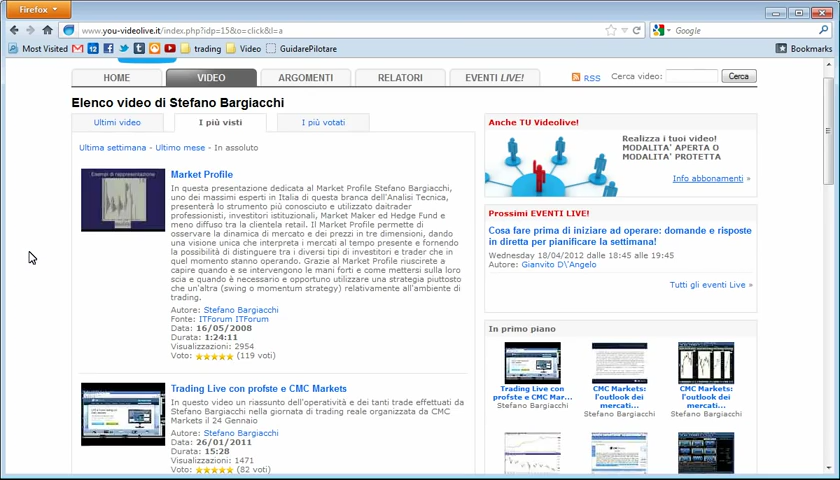 Firefox
www.you-videolive.it/index.php?idp=15&o=click&l=a
Google
Most Visited
12
trading
Video
GuidarePilotare
Bookmarks
HOME
VIDEO
ARGOMENTI
RELATORI
EVENTI LIVE!
RSS
Cerca video:
Cerca
Elenco video di Stefano Bargiacchi
Ultimi video
I più visti
I più votati
Ultima settimana - Ultimo mese - In assoluto
Market Profile
In questa presentazione dedicata al Market Profile Stefano Bargiacchi,
uno dei massimi esperti in Italia di questa branca dell'Analisi Tecnica,
presenterà lo strumento più conosciuto e utilizzato daitrader
professionisti, investitori istituzionali, Market Maker ed Hedge Fund e
meno diffuso tra la clientela retail. Il Market Profile permette di
osservare la dinamica di mercato e dei prezzi in tre dimensioni, dando
una visione unica che interpreta i mercati al tempo presente e fornendo
la possibilità di distinguere tra i diversi tipi di investitori e trader che in
quel momento stanno operando. Grazie al Market Profile riuscirete a
capire quando e se intervengono le mani forti e come mettersi sulla loro
scia e quando è necessario e opportuno utilizzare una strategia piuttosto
che un'altra (swing o momentum strategy) relativamente all'ambiente di
trading.
Autore: Stefano Bargiacchi
Fonte: ITForum ITForum
Data: 16/05/2008
Durata: 1:24:11
Visualizzazioni: 2954
Voto: (119 voti)
Trading Live con profste e CMC Markets
In questo video un riassunto dell'operatività e dei tanti trade effettuati da
Stefano Bargiacchi nella giornata di trading reale organizzata da CMC
Markets il 24 Gennaio
Autore: Stefano Bargiacchi
Data: 26/01/2011
Durata: 15:28
Visualizzazioni: 1471
Voto: (82 voti)
Anche TU Videolive!
Realizza i tuoi video!
MODALITA' APERTA O
MODALITA' PROTETTA
Info abbonamenti »
Prossimi EVENTI LIVE!
Cosa fare prima di iniziare ad operare: domande e risposte
in diretta per pianificare la settimana!
Wednesday 18/04/2012 dalle 18:45 alle 19:45
Autore: Gianvito D\'Angelo
Tutti gli eventi Live »
In primo piano
Trading Live con
profste e CMC Mar...
Stefano Bargiacchi
CMC Markets:
l'outlook dei
mercati...
Stefano Bargiacchi
CMC Markets:
l'outlook dei
mercati...
Stefano Bargiacchi